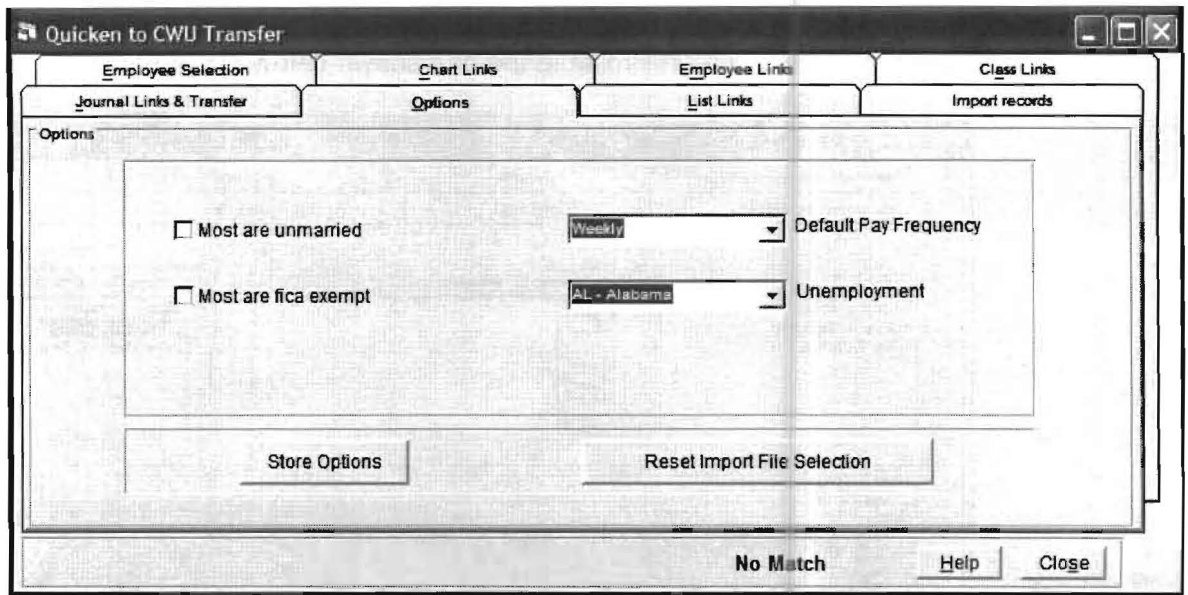 Quicken to CWU Transfer
Employee Selection Chart Links Employee Links Class Links
Journal Links & Transfer Options List Links Import records
Options
Most are unmarried Weekly Default Pay Frequency
Most are fica exempt AL - Alabama Unemployment
Store Options Reset Import File Selection
No Match Help Close